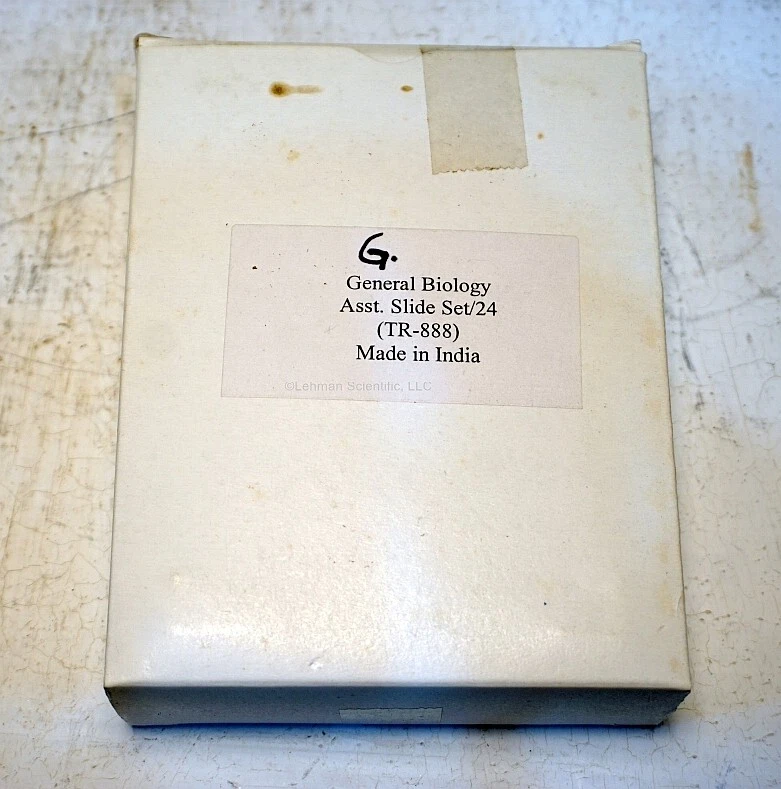 G.
General Biology
Asst. Slide Set/24
(TR-888)
Made in India
©Lehman Scientific, LLC